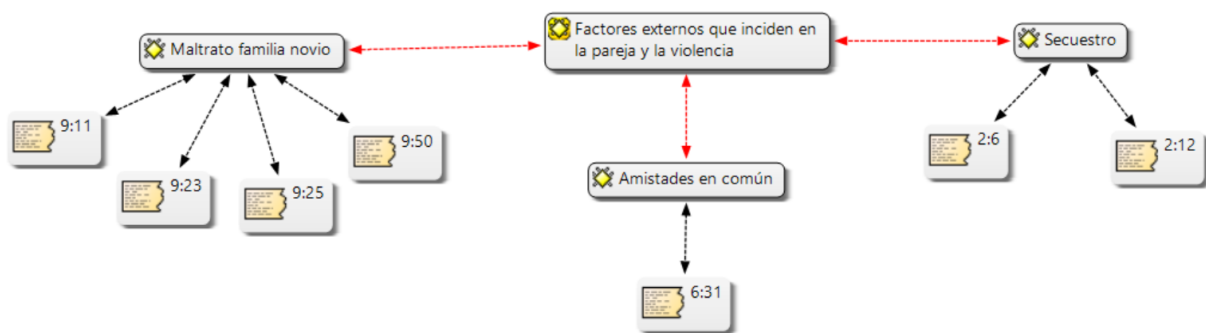 Factores externos que inciden en
la pareja y la violencia
Maltrato familia novio
Secuestro
9:11
9:23
9:25
9:50
2:6
2:12
Amistades en común
6:31